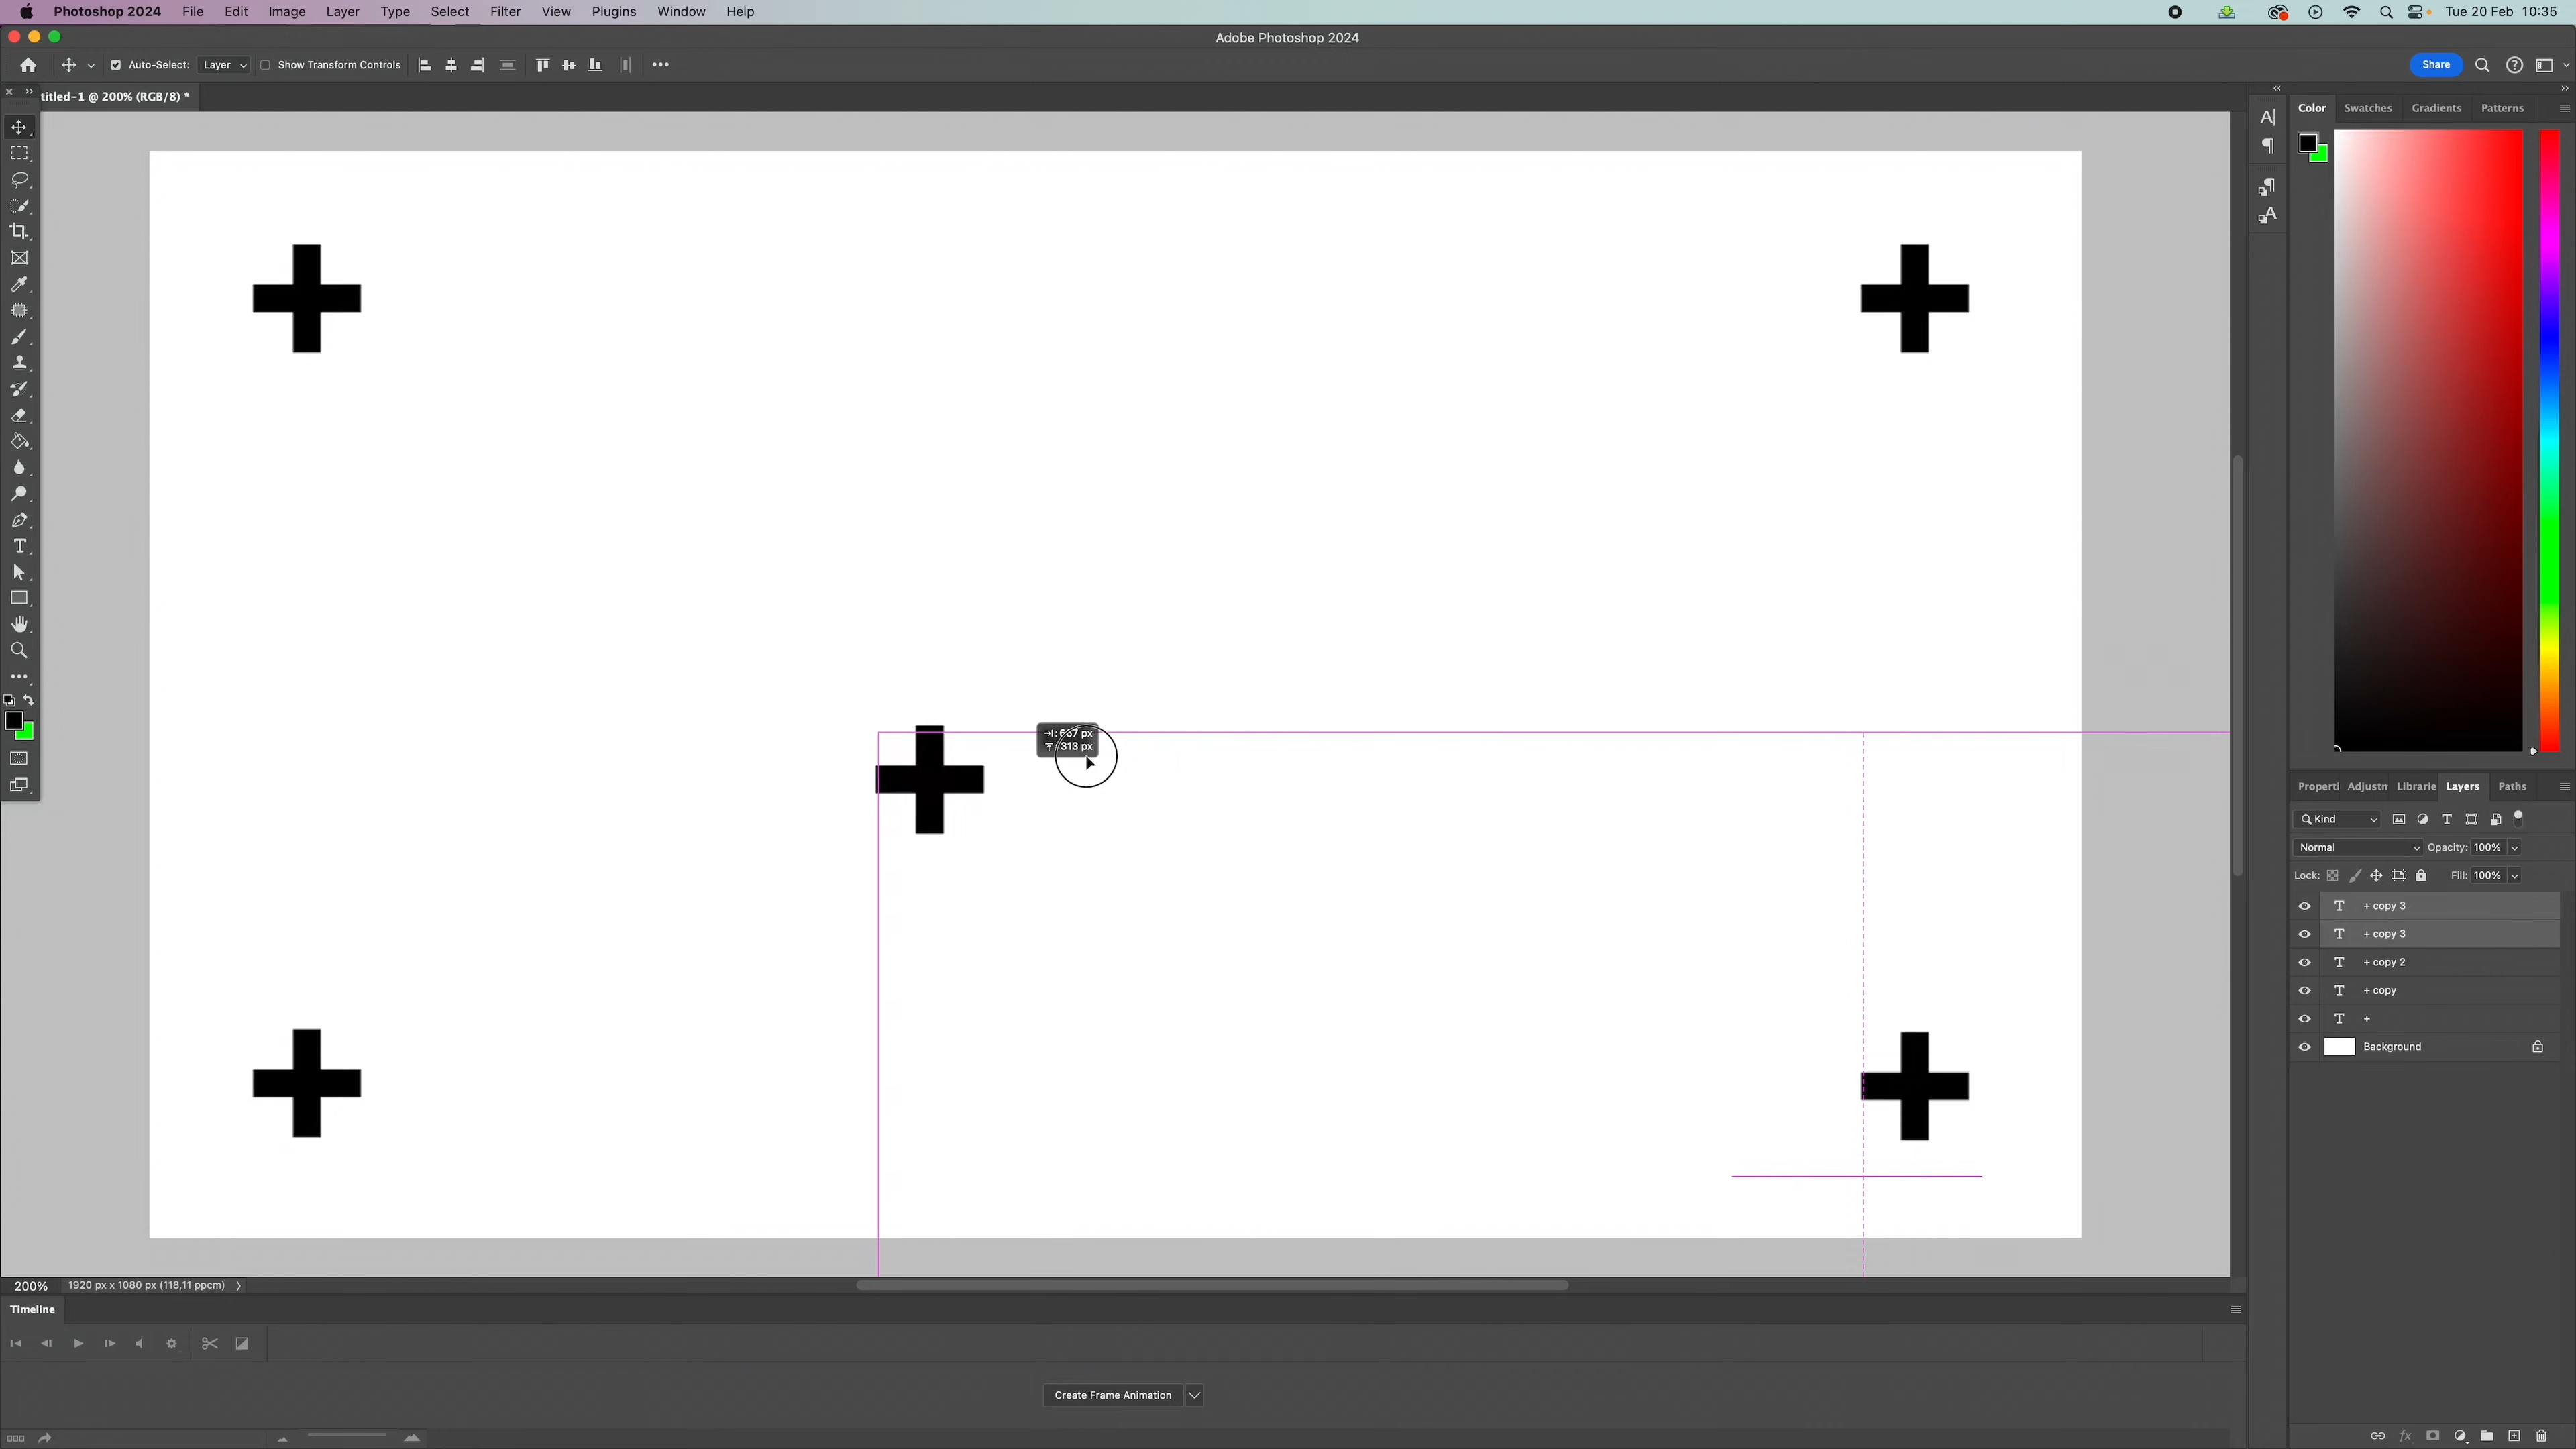 Photoshop 2024 File Edit Image Layer Type Select Filter View Plugins Window Help Tue 20 Feb 10:35
Adobe Photoshop 2024
Auto-Select: Layer Show Transform Controls Share
titled-1 @ 200% (RGB/8) *
Color Swatches Gradients Patterns
313 px
Properti Adjustn Librarie Layers Paths
Kind
Normal Opacity: 100%
Lock: Fill: 100%
+ copy 3
+ copy 3
+ copy 2
+ copy
+
Background
200% 1920 px x 1080 px (118,11 ppcm)
Timeline
Create Frame Animation